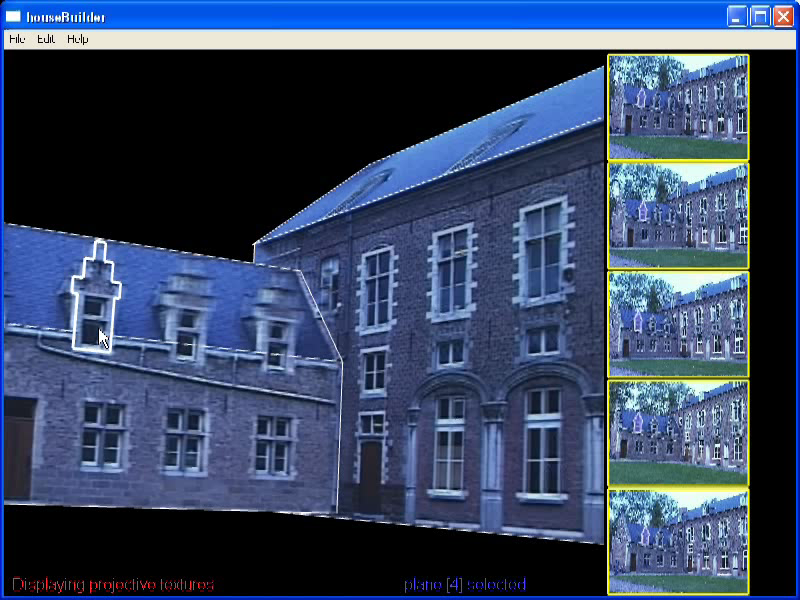 houseBuilder
File Edit Help
Displaying projective textures
plane [4] selected